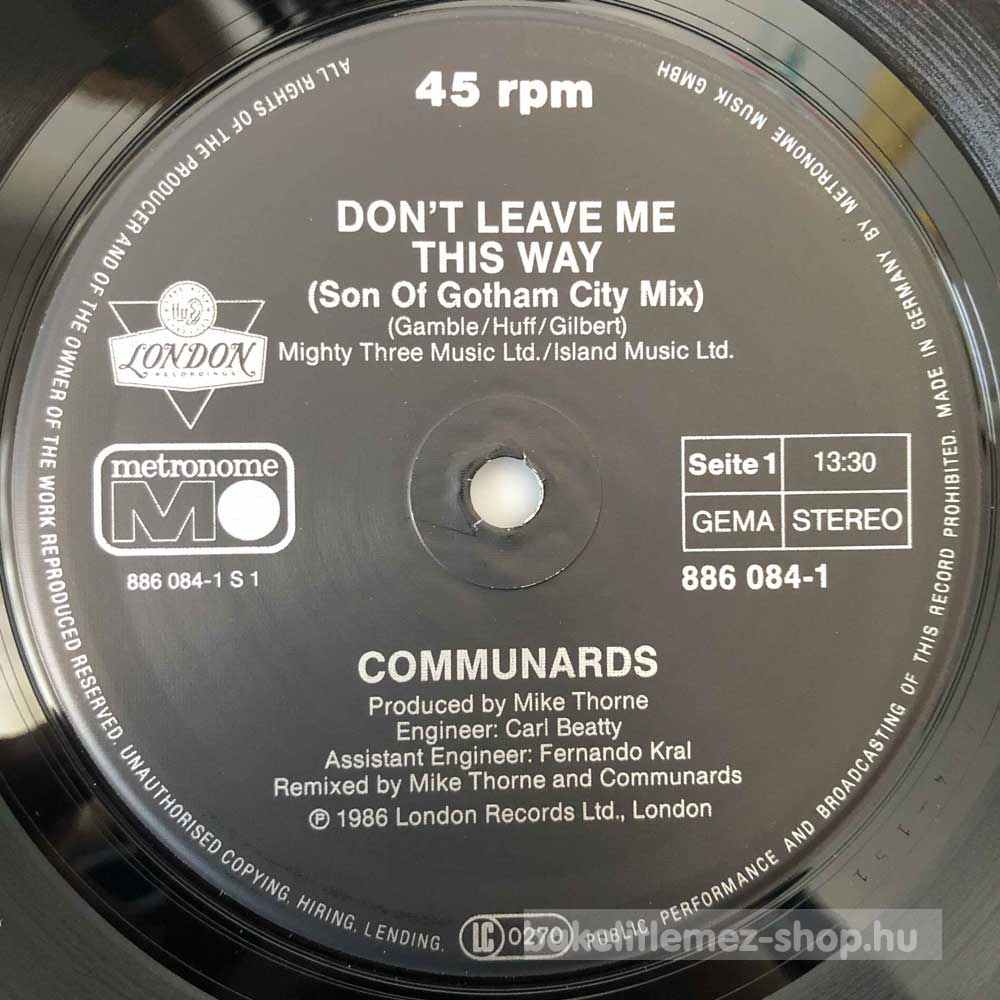 45 rpm
DON'T LEAVE ME
THIS WAY
(Son Of Gotham City Mix)
(Gamble/Huff/Gilbert)
Mighty Three Music Ltd./Island Music Ltd.
LONDON
RECORDINGS
metronome
886 084-1 S 1
Seite 1
13:30
GEMA
STEREO
886 084-1
COMMUNARDS
Produced by Mike Thorne
Engineer: Carl Beatty
Assistant Engineer: Fernando Kral
Remixed by Mike Thorne and Communards
℗ 1986 London Records Ltd., London
ALL RIGHTS OF THE PRODUCER AND OF THE OWNER OF THE WORK REPRODUCED RESERVED. UNAUTHORISED COPYING, HIRING, LENDING, PUBLIC PERFORMANCE AND BROADCASTING OF THIS RECORD PROHIBITED. MADE IN GERMANY BY METRONOME MUSIK GMBH
LC 0270
bakelitlemez-shop.hu